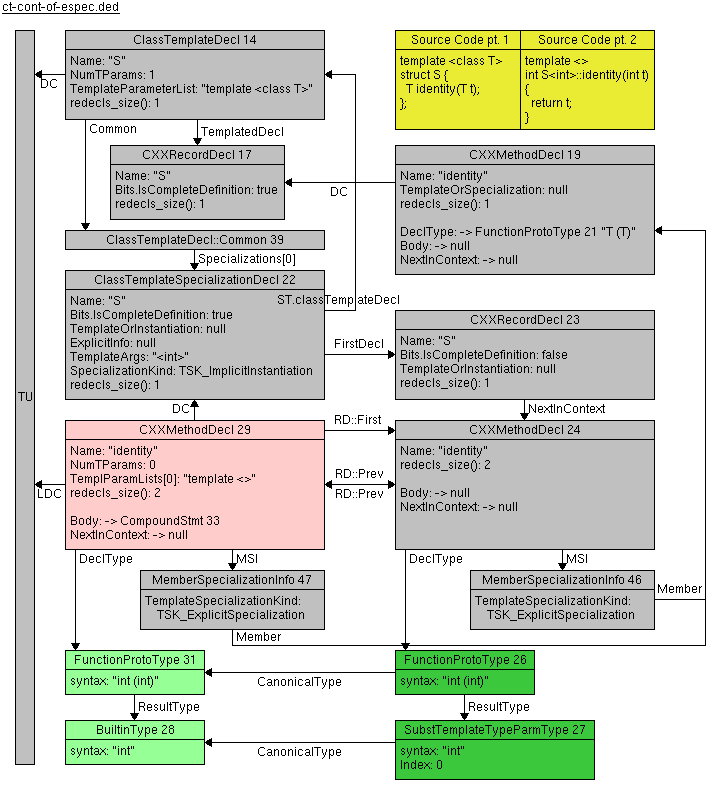 ct-cont-of-espec.ded
TU
ClassTemplateDecl 14
Name: "S"
NumTParams: 1
TemplateParameterList: "template <class T>"
redecls_size(): 1
DC
Common
TemplatedDecl
Source Code pt. 1
template <class T>
struct S {
T identity(T t);
};
Source Code pt. 2
template <>
int S<int>::identity(int t)
{
return t;
}
CXXRecordDecl 17
Name: "S"
Bits.IsCompleteDefinition: true
redecls_size(): 1
DC
CXXMethodDecl 19
Name: "identity"
TemplateOrSpecialization: null
redecls_size(): 1
DeclType: -> FunctionProtoType 21 "T (T)"
Body: -> null
NextInContext: -> null
ClassTemplateDecl::Common 39
Specializations[0]
ClassTemplateSpecializationDecl 22
Name: "S"
Bits.IsCompleteDefinition: true
TemplateOrInstantiation: null
ExplicitInfo: null
TemplateArgs: "<int>"
SpecializationKind: TSK_ImplicitInstantiation
redecls_size(): 1
ST.classTemplateDecl
FirstDecl
DC
CXXRecordDecl 23
Name: "S"
Bits.IsCompleteDefinition: false
TemplateOrInstantiation: null
redecls_size(): 1
NextInContext
CXXMethodDecl 29
Name: "identity"
NumTParams: 0
TemplParamLists[0]: "template <>"
redecls_size(): 2
Body: -> CompoundStmt 33
NextInContext: -> null
LDC
RD::First
RD::Prev
RD::Prev
CXXMethodDecl 24
Name: "identity"
redecls_size(): 2
Body: -> null
NextInContext: -> null
DeclType
MSI
DeclType
MSI
MemberSpecializationInfo 47
TemplateSpecializationKind:
TSK_ExplicitSpecialization
Member
MemberSpecializationInfo 46
TemplateSpecializationKind:
TSK_ExplicitSpecialization
Member
FunctionProtoType 31
syntax: "int (int)"
CanonicalType
FunctionProtoType 26
syntax: "int (int)"
ResultType
ResultType
BuiltinType 28
syntax: "int"
CanonicalType
SubstTemplateTypeParmType 27
syntax: "int"
Index: 0